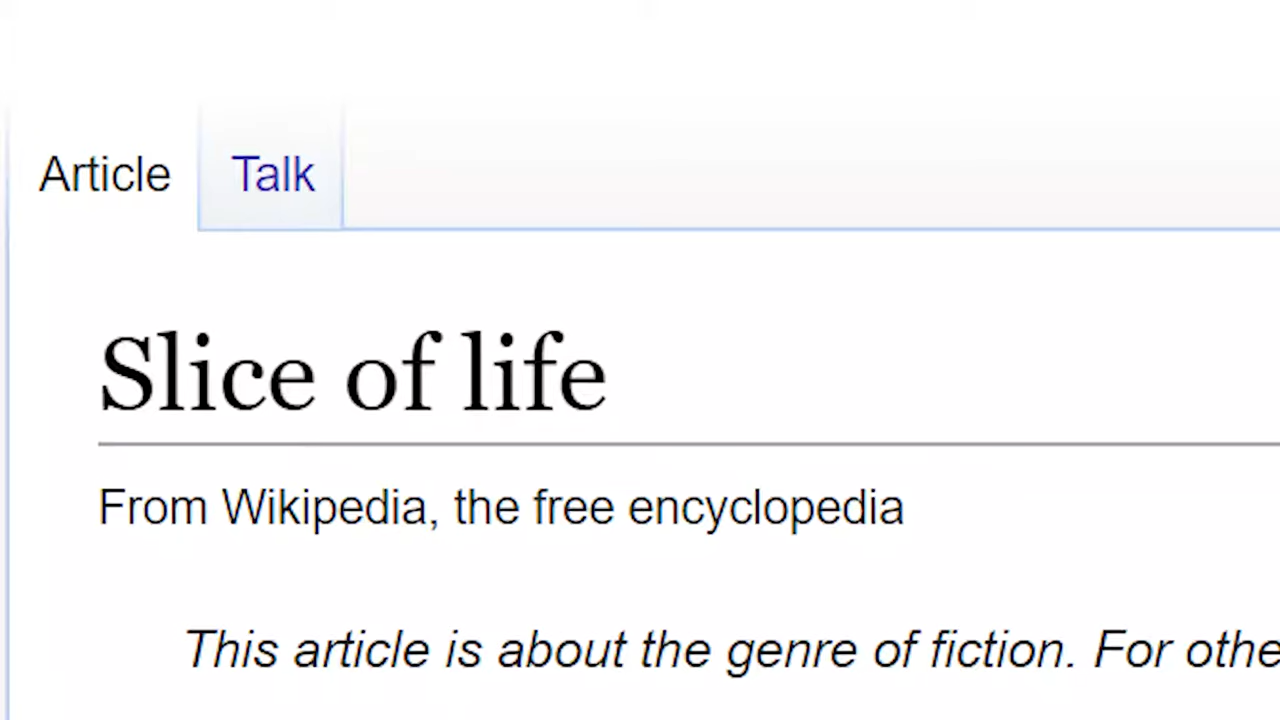 Article Talk
Slice of life
From Wikipedia, the free encyclopedia
This article is about the genre of fiction. For